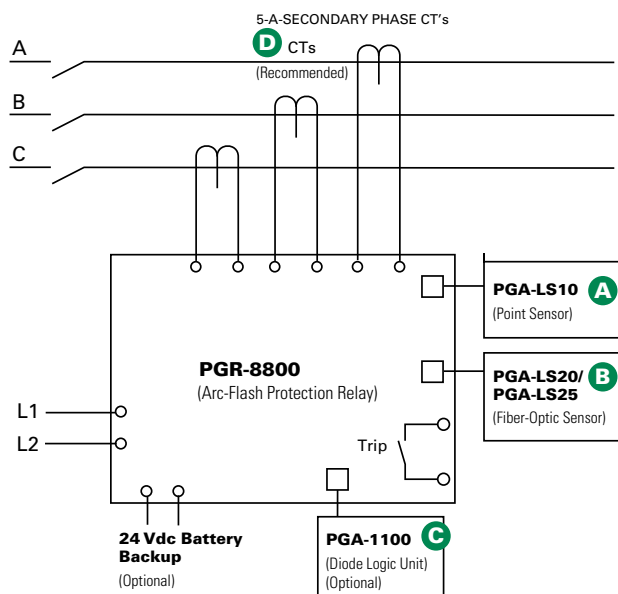 5-A-SECONDARY PHASE CT's
D CTs
(Recommended)
A
B
C
PGR-8800
(Arc-Flash Protection Relay)
PGA-LS10 A
(Point Sensor)
PGA-LS20/ B
PGA-LS25
(Fiber-Optic Sensor)
L1
L2
Trip
24 Vdc Battery
Backup
(Optional)
PGA-1100 C
(Diode Logic Unit)
(Optional)